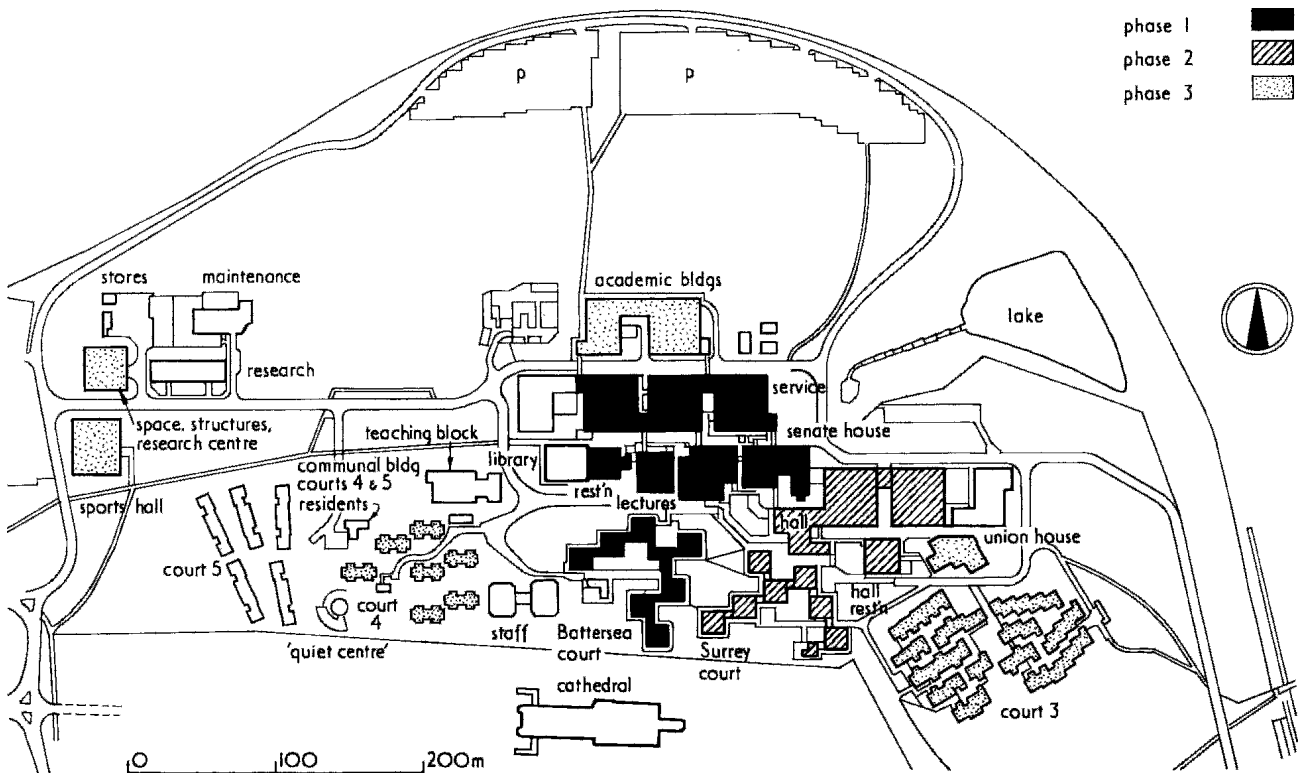 phase 1
phase 2
phase 3
p
p
stores
maintenance
academic bldgs
lake
research
service
space. structures,
research centre
senate house
teaching block
library
communal bldg
courts 4 & 5
residents
rest'n
lectures
sports hall
hall
union house
court 5
court
4
hall
rest'n
staff
Battersea
court
Surrey
court
'quiet centre'
cathedral
court 3
0
100
200m